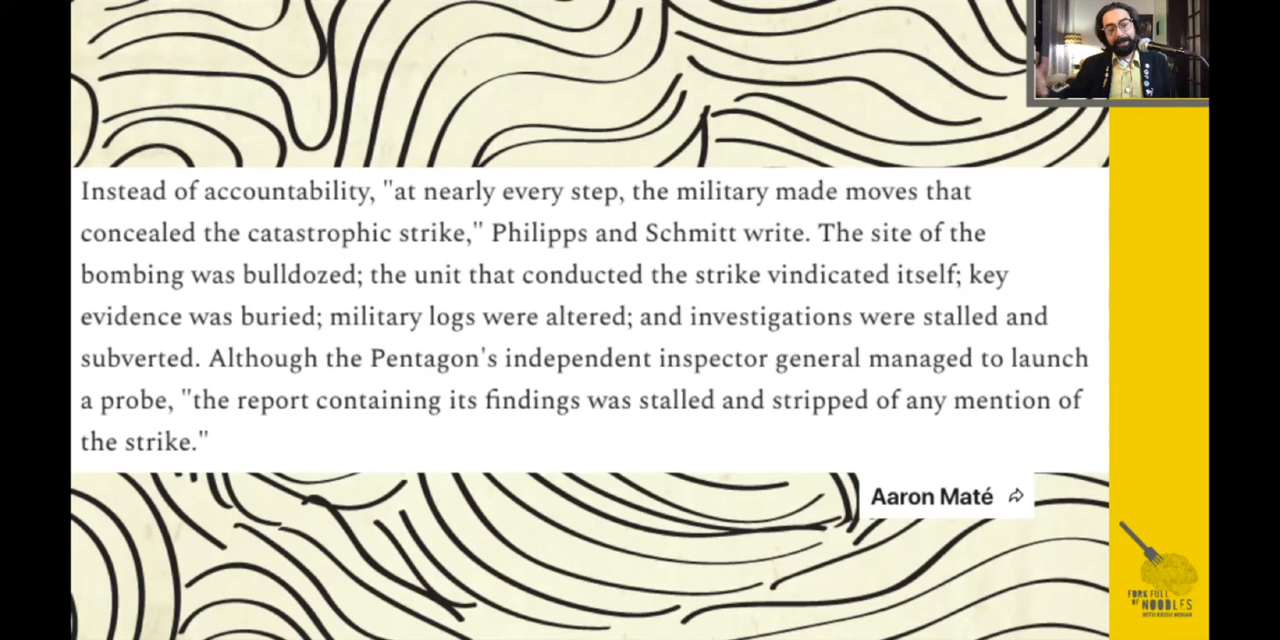 Instead of accountability, "at nearly every step, the military made moves that
concealed the catastrophic strike," Philipps and Schmitt write. The site of the
bombing was bulldozed; the unit that conducted the strike vindicated itself; key
evidence was buried; military logs were altered; and investigations were stalled and
subverted. Although the Pentagon's independent inspector general managed to launch
a probe, "the report containing its findings was stalled and stripped of any mention of
the strike."
Aaron Maté
FORK FULL
OF NOODLES
WITH KRISH MOHAN